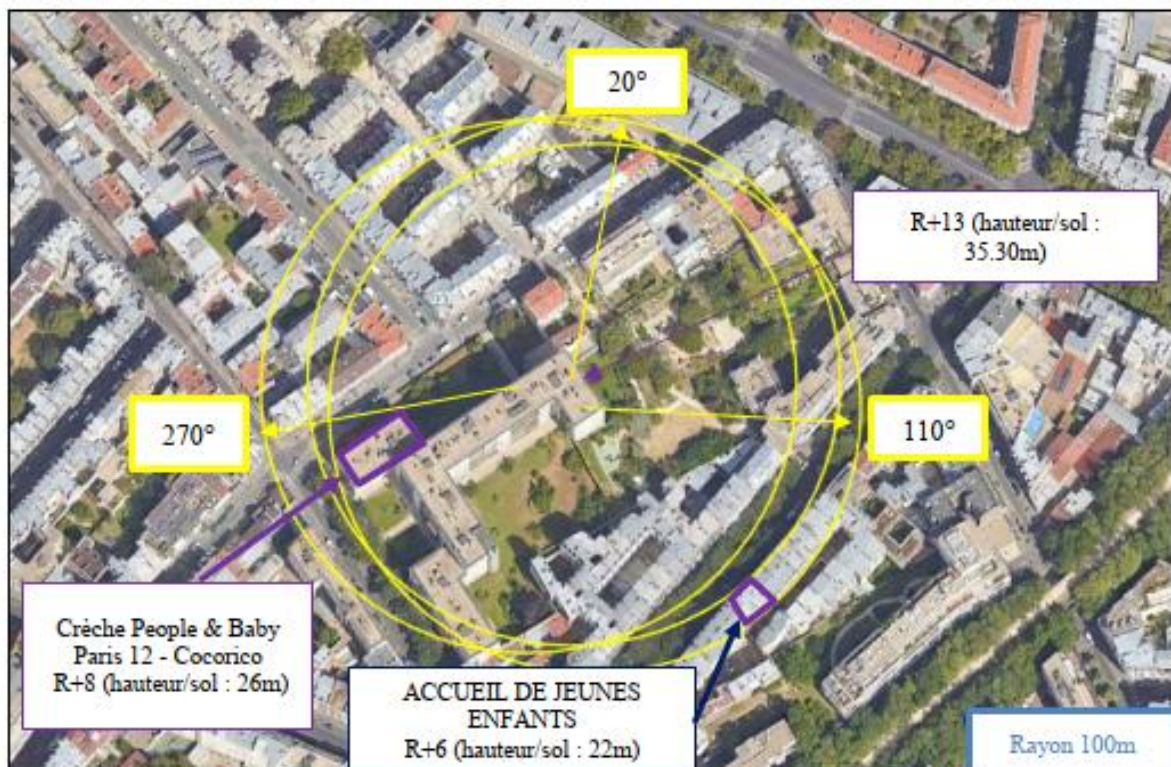 20°
R+13 (hauteur/sol :
35.30m)
270°
110°
Crèche People & Baby
Paris 12 - Cocorico
R+8 (hauteur/sol : 26m)
ACCUEIL DE JEUNES
ENFANTS
R+6 (hauteur/sol : 22m)
Rayon 100m